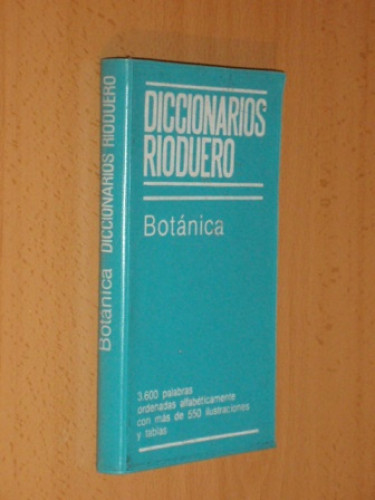 Botánica DICCIONARIOS RIODUERO
DICCIONARIOS
RIODUERO
Botánica
3.600 palabras
ordenadas alfabéticamente
con más de 550 ilustraciones
y tablas